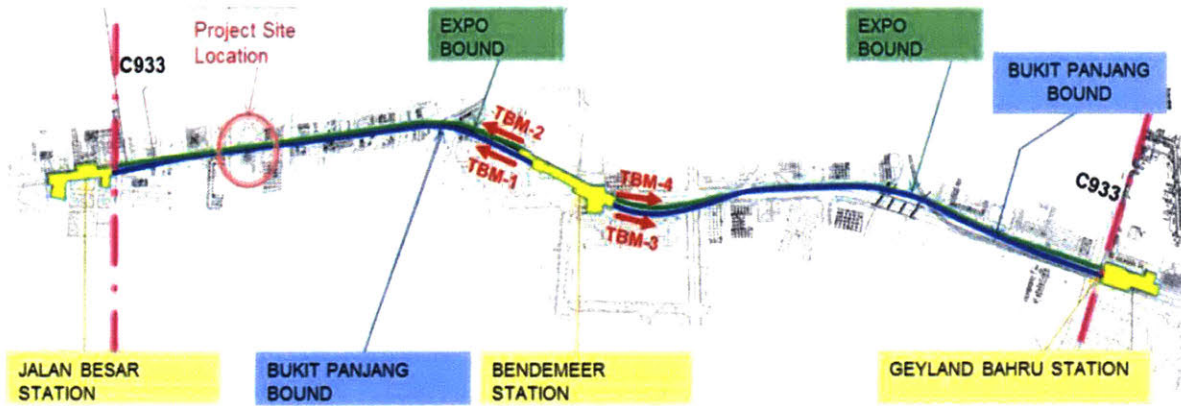 Project Site
Location
C933
EXPO
BOUND
EXPO
BOUND
BUKIT PANJANG
BOUND
TBM-2
TBM-1
TBM-4
TBM-3
C933
JALAN BESAR
STATION
BUKIT PANJANG
BOUND
BENDEMEER
STATION
GEYLAND BAHRU STATION